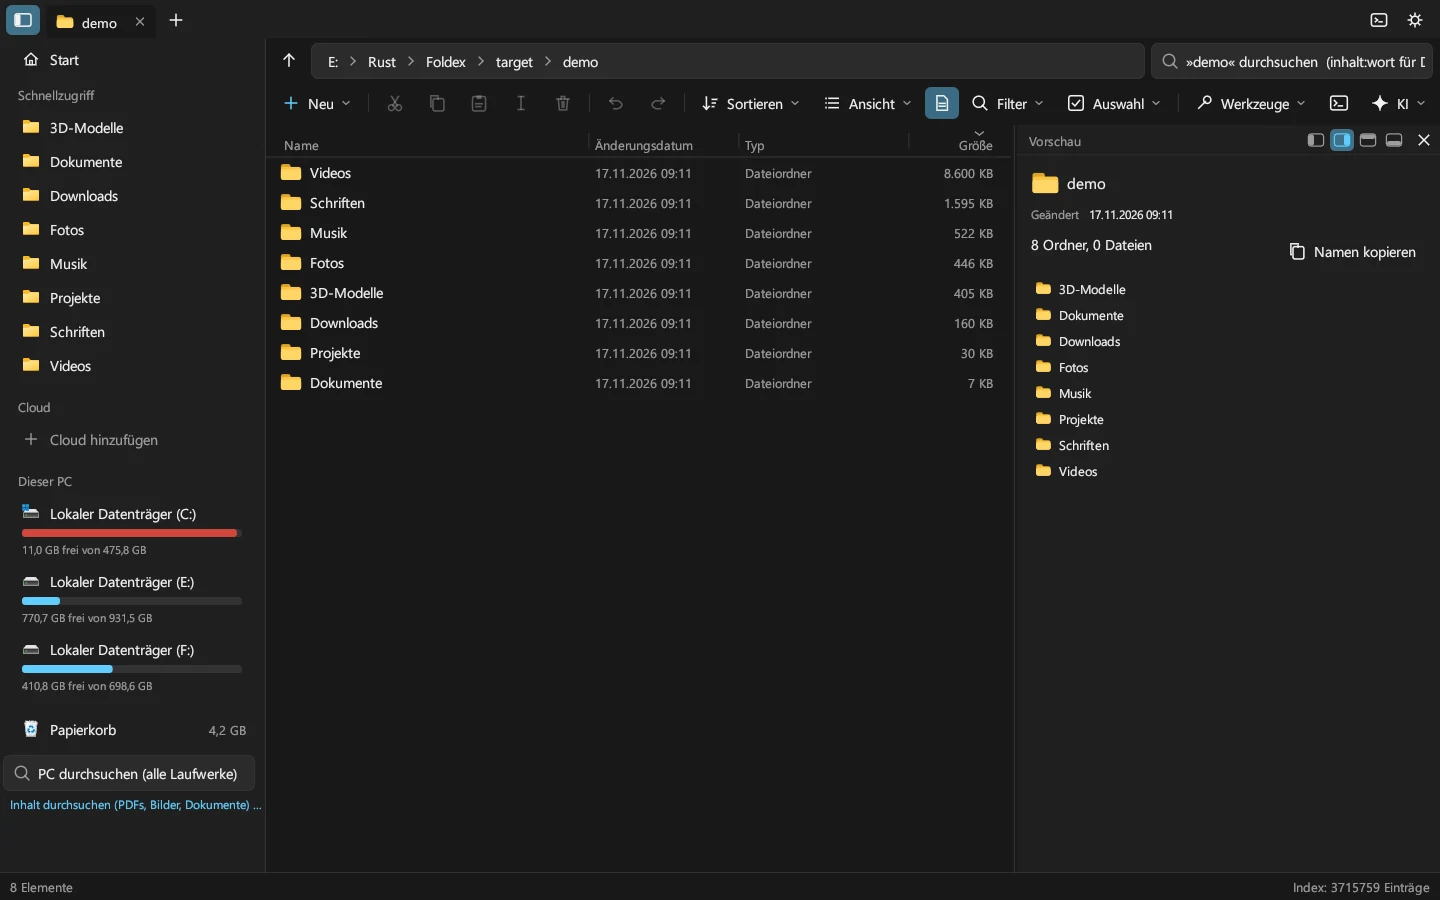 demo
Start
Schnellzugriff
3D-Modelle
Dokumente
Downloads
Fotos
Musik
Projekte
Schriften
Videos
Cloud
Cloud hinzufügen
Dieser PC
Lokaler Datenträger (C:)
11,0 GB frei von 475,8 GB
Lokaler Datenträger (E:)
770,7 GB frei von 931,5 GB
Lokaler Datenträger (F:)
410,8 GB frei von 698,6 GB
Papierkorb 4,2 GB
PC durchsuchen (alle Laufwerke)
Inhalt durchsuchen (PDFs, Bilder, Dokumente) ...
E: Rust Foldex target demo
»demo« durchsuchen (inhalt:wort für D
Neu Sortieren Ansicht Filter Auswahl Werkzeuge KI
Name Änderungsdatum Typ Größe
Videos 17.11.2026 09:11 Dateiordner 8.600 KB
Schriften 17.11.2026 09:11 Dateiordner 1.595 KB
Musik 17.11.2026 09:11 Dateiordner 522 KB
Fotos 17.11.2026 09:11 Dateiordner 446 KB
3D-Modelle 17.11.2026 09:11 Dateiordner 405 KB
Downloads 17.11.2026 09:11 Dateiordner 160 KB
Projekte 17.11.2026 09:11 Dateiordner 30 KB
Dokumente 17.11.2026 09:11 Dateiordner 7 KB
Vorschau
demo
Geändert 17.11.2026 09:11
8 Ordner, 0 Dateien
Namen kopieren
3D-Modelle
Dokumente
Downloads
Fotos
Musik
Projekte
Schriften
Videos
8 Elemente
Index: 3715759 Einträge